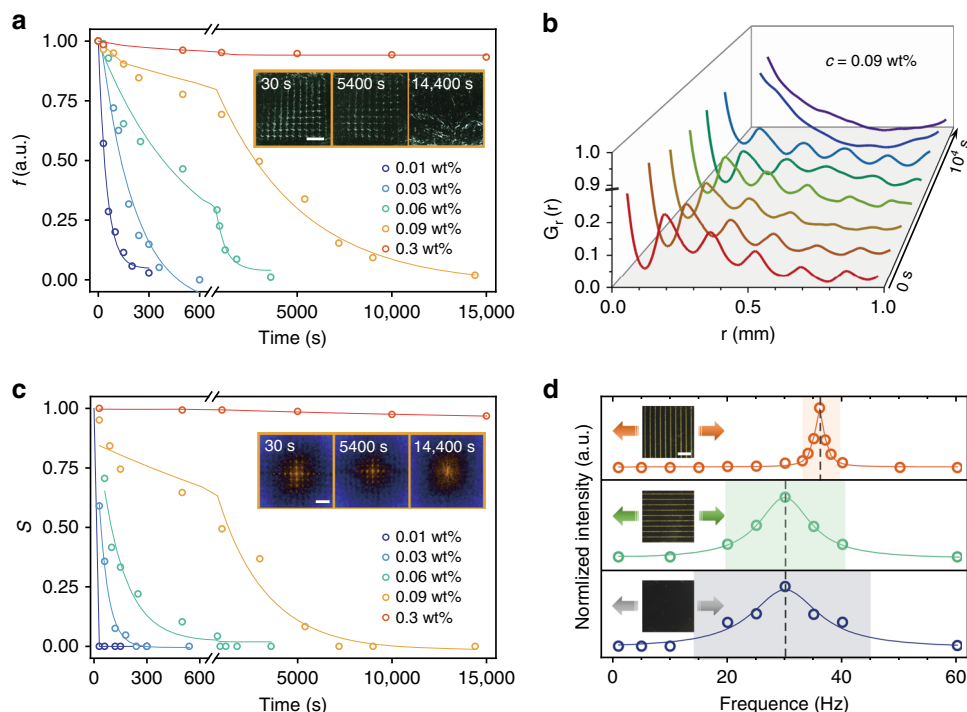 a
1.00
0.75
0.50
0.25
0.00
f (a.u.)
30 s
5400 s
14,400 s
0.01 wt%
0.03 wt%
0.06 wt%
0.09 wt%
0.3 wt%
0
300
600
5000
10,000
15,000
Time (s)
b
c = 0.09 wt%
1.0
0.9
0.2
0.1
0.0
Gr (r)
0.0
0.5
1.0
r (mm)
0 s
10⁴ s
c
1.00
0.75
0.50
0.25
0.00
S
30 s
5400 s
14,400 s
0.01 wt%
0.03 wt%
0.06 wt%
0.09 wt%
0.3 wt%
0
300
600
5000
10,000
15,000
Time (s)
d
Normlized intensity (a.u.)
0
20
40
60
Frequence (Hz)